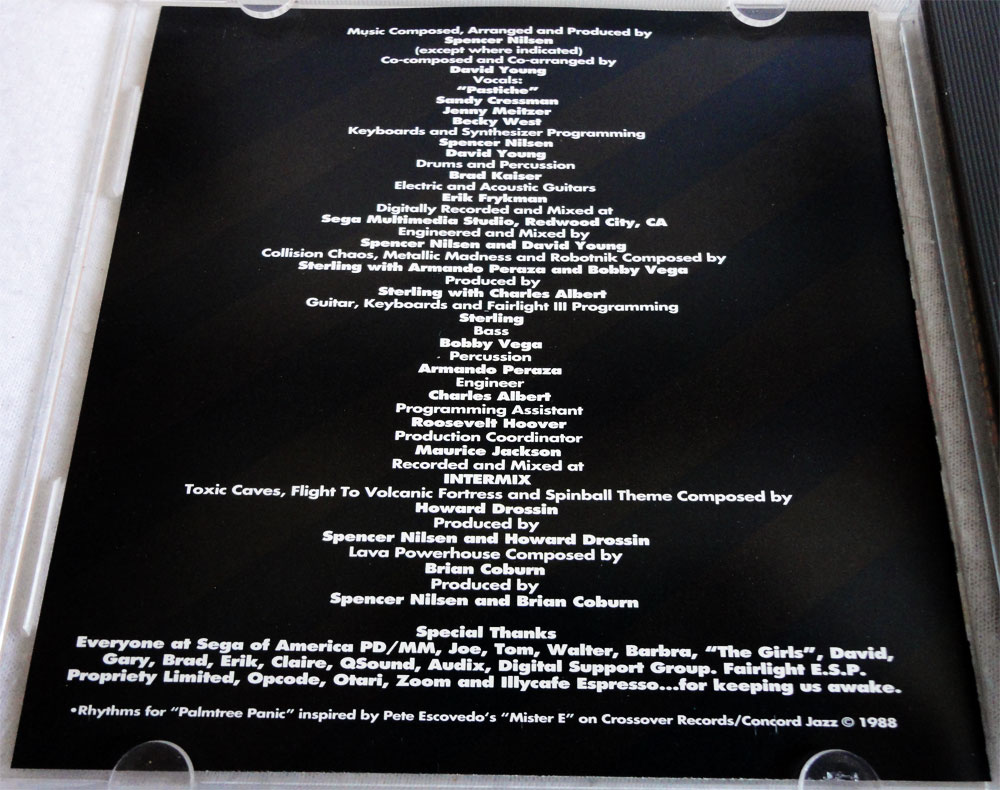 Music Composed, Arranged and Produced by
Spencer Nilsen
(except where indicated)
Co-composed and Co-arranged by
David Young
Vocals:
"Pastiche"
Sandy Cressman
Jenny Meitzer
Becky West
Keyboards and Synthesizer Programming
Spencer Nilsen
David Young
Drums and Percussion
Brad Kaiser
Electric and Acoustic Guitars
Erik Frykman
Digitally Recorded and Mixed at
Sega Multimedia Studio, Redwood City, CA
Engineered and Mixed by
Spencer Nilsen and David Young
Collision Chaos, Metallic Madness and Robotnik Composed by
Sterling with Armando Peraza and Bobby Vega
Produced by
Sterling with Charles Albert
Guitar, Keyboards and Fairlight III Programming
Sterling
Bass
Bobby Vega
Percussion
Armando Peraza
Engineer
Charles Albert
Programming Assistant
Roosevelt Hoover
Production Coordinator
Maurice Jackson
Recorded and Mixed at
INTERMIX
Toxic Caves, Flight To Volcanic Fortress and Spinball Theme Composed by
Howard Drossin
Produced by
Spencer Nilsen and Howard Drossin
Lava Powerhouse Composed by
Brian Coburn
Produced by
Spencer Nilsen and Brian Coburn
Special Thanks
Everyone at Sega of America PD/MM, Joe, Tom, Walter, Barbra, "The Girls", David,
Gary, Brad, Erik, Claire, QSound, Audix, Digital Support Group. Fairlight E.S.P.
Propriety Limited, Opcode, Otari, Zoom and Illycafe Espresso...for keeping us awake.
•Rhythms for "Palmtree Panic" inspired by Pete Escovedo's "Mister E" on Crossover Records/Concord Jazz © 1988